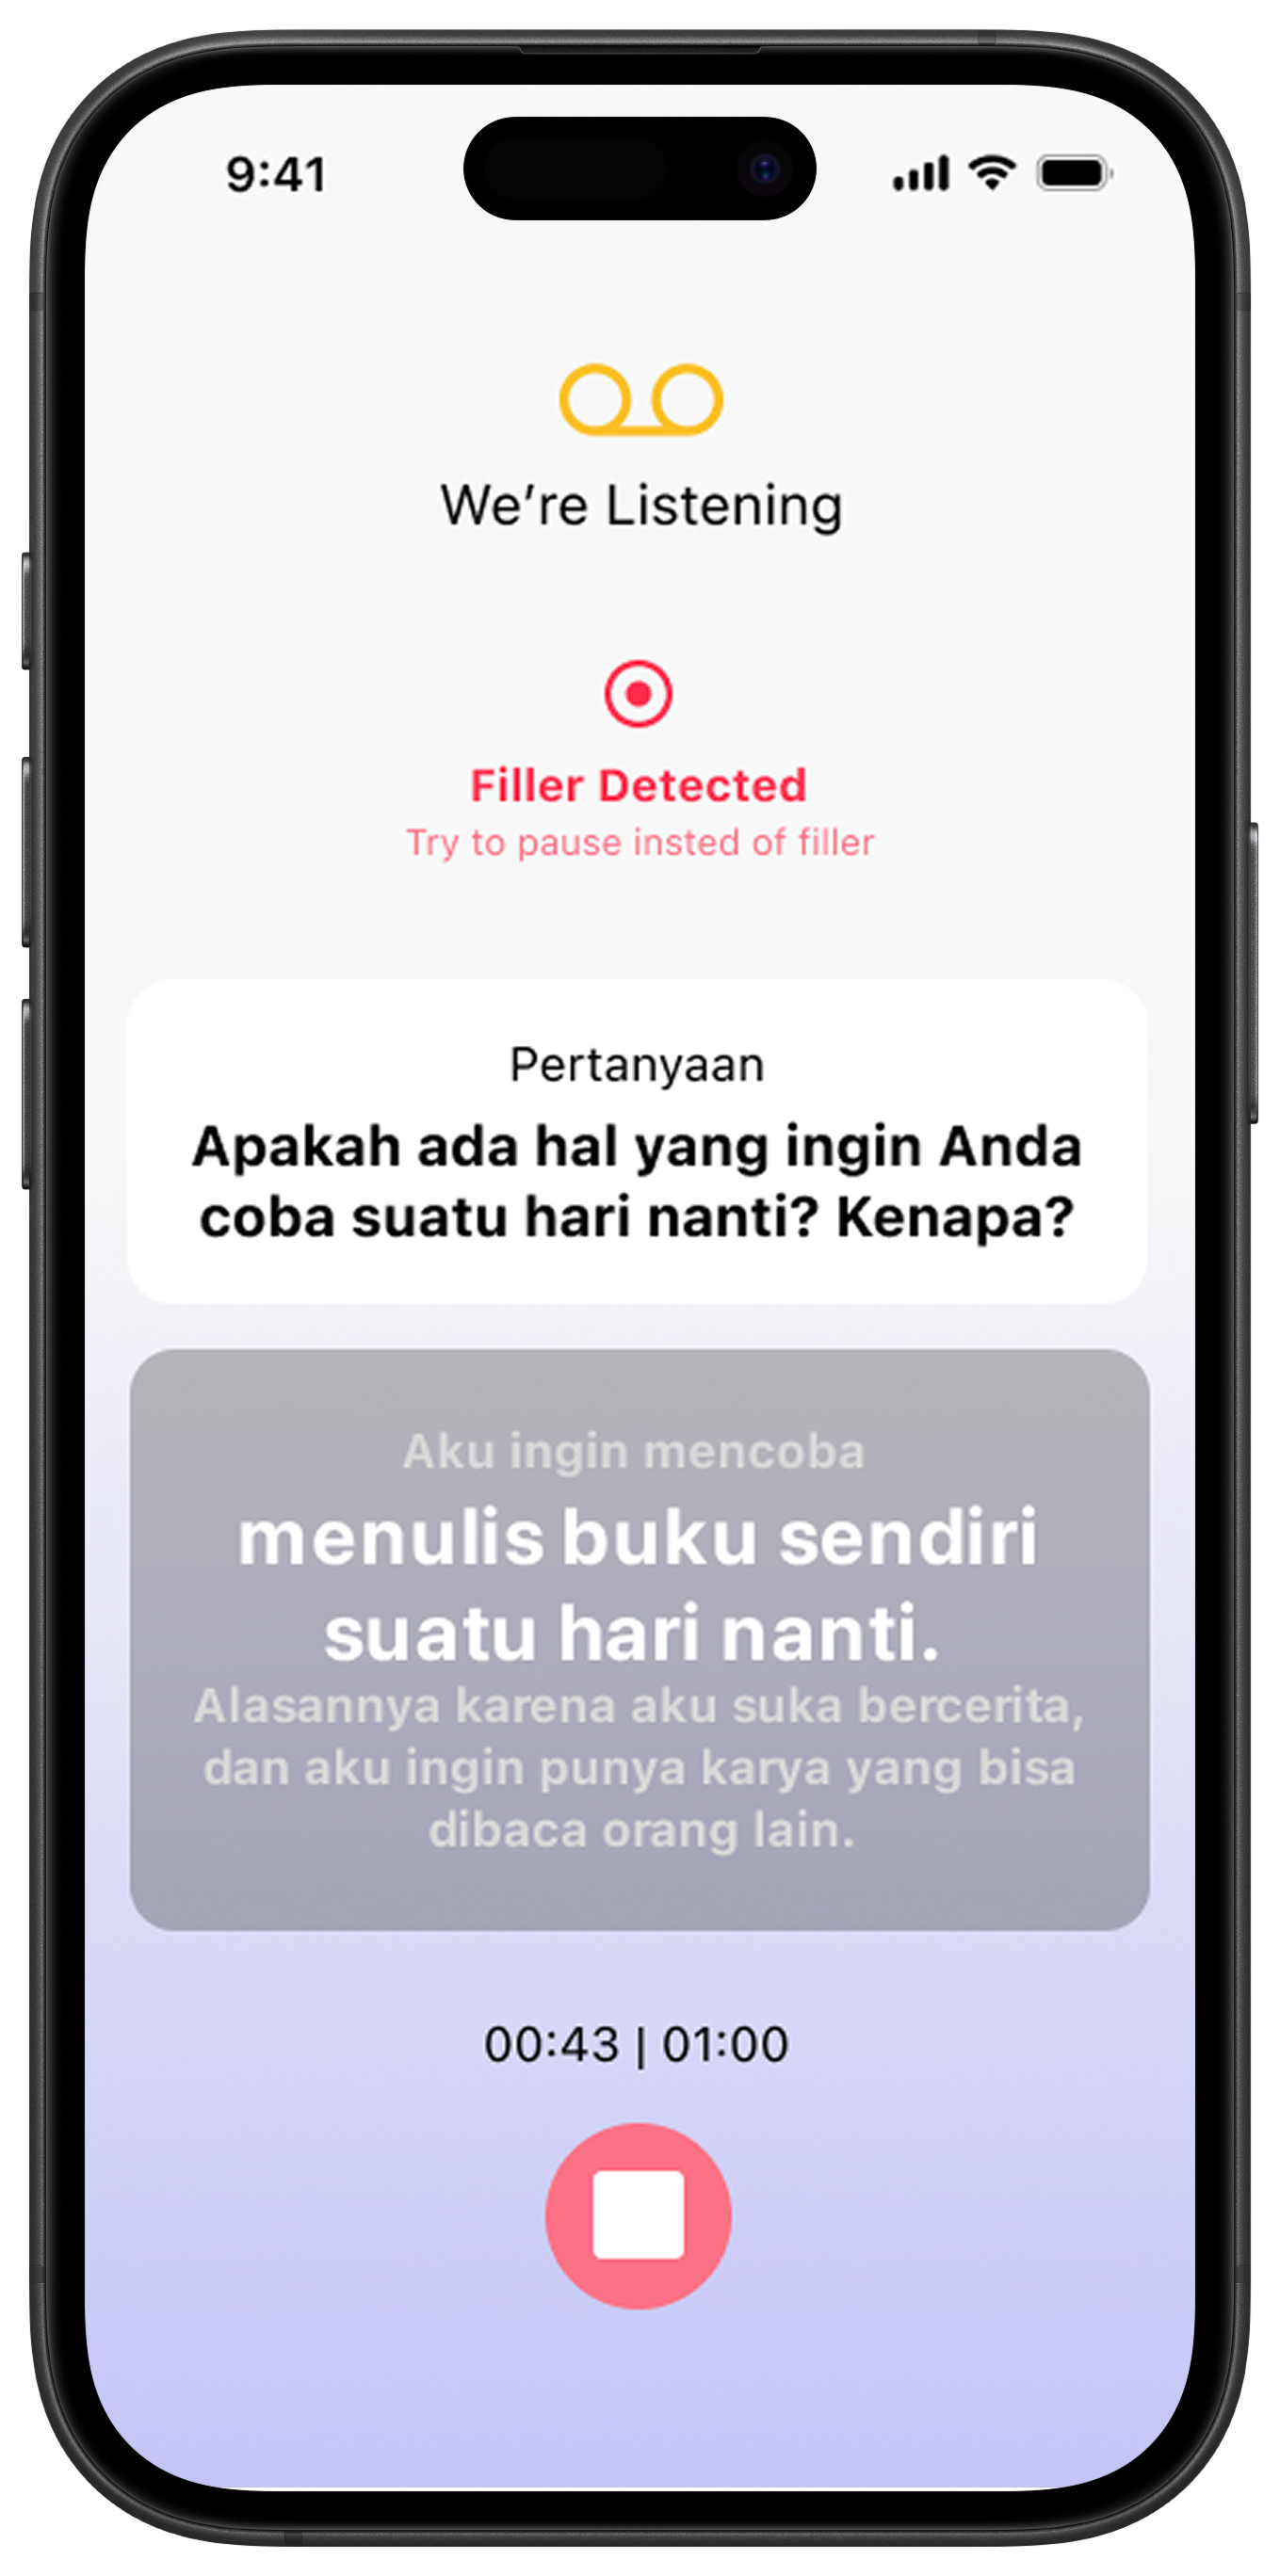 9:41
We’re Listening
Filler Detected
Try to pause insted of filler
Pertanyaan
Apakah ada hal yang ingin Anda
coba suatu hari nanti? Kenapa?
Aku ingin mencoba
menulis buku sendiri
suatu hari nanti.
Alasannya karena aku suka bercerita,
dan aku ingin punya karya yang bisa
dibaca orang lain.
00:43 | 01:00